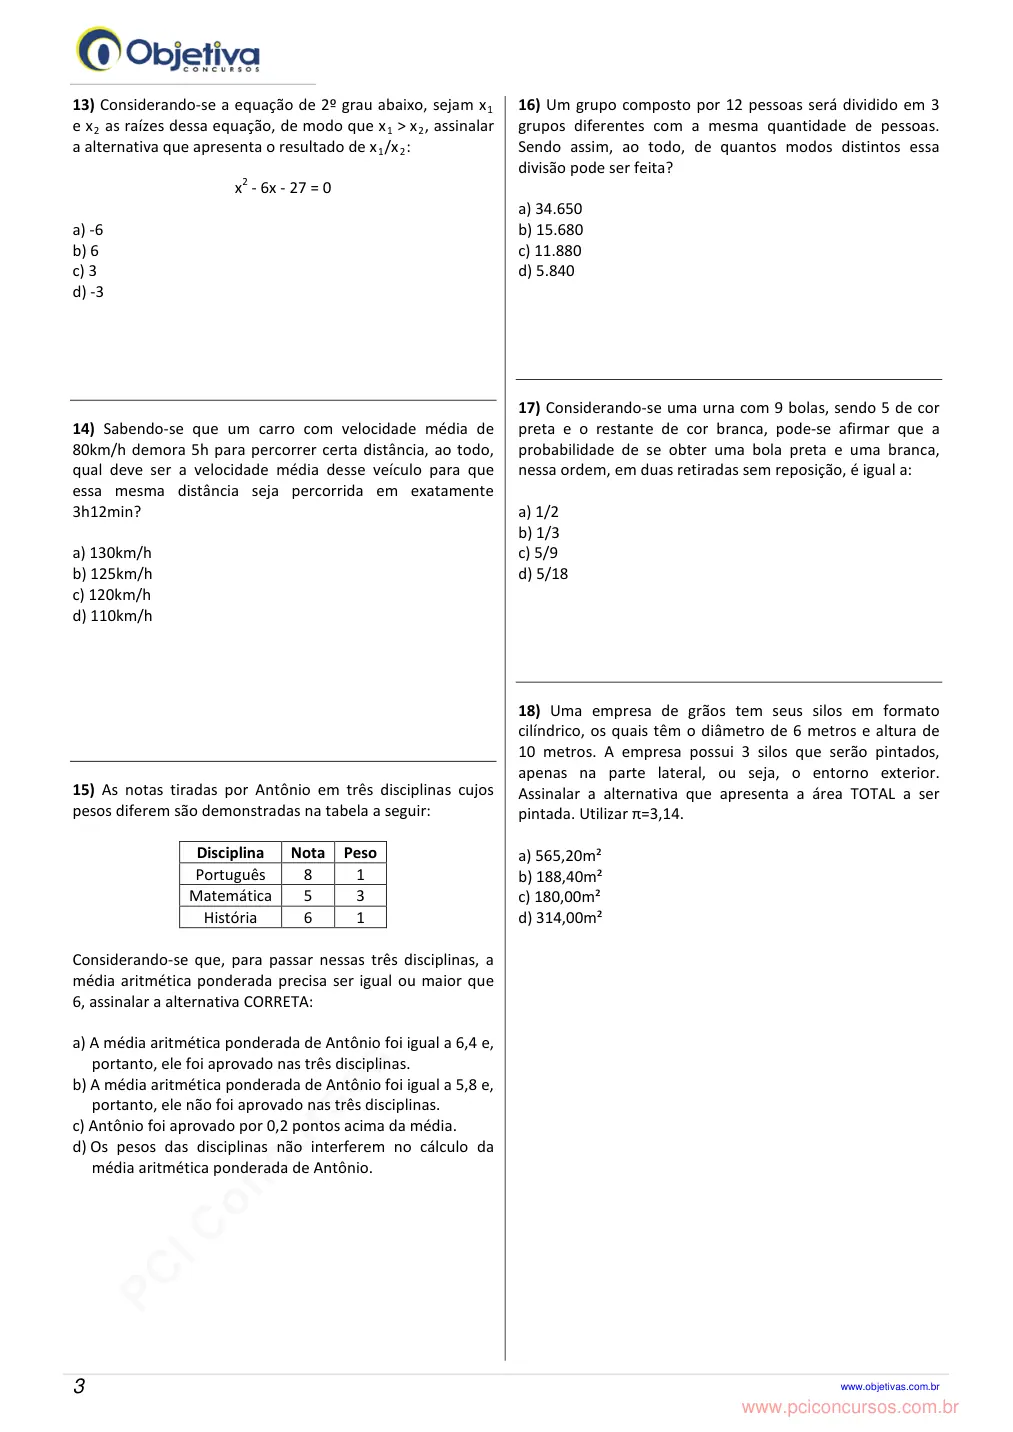 Objetiva
CONCURSOS
13) Considerando-se a equação de 2º grau abaixo, sejam x1
e x2 as raízes dessa equação, de modo que x1 > x2, assinalar
a alternativa que apresenta o resultado de x1/x2:
x² - 6x - 27 = 0
a) -6
b) 6
c) 3
d) -3
14) Sabendo-se que um carro com velocidade média de
80km/h demora 5h para percorrer certa distância, ao todo,
qual deve ser a velocidade média desse veículo para que
essa mesma distância seja percorrida em exatamente
3h12min?
a) 130km/h
b) 125km/h
c) 120km/h
d) 110km/h
15) As notas tiradas por Antônio em três disciplinas cujos
pesos diferem são demonstradas na tabela a seguir:
Disciplina Nota Peso
Português 8 1
Matemática 5 3
História 6 1
Considerando-se que, para passar nessas três disciplinas, a
média aritmética ponderada precisa ser igual ou maior que
6, assinalar a alternativa CORRETA:
a) A média aritmética ponderada de Antônio foi igual a 6,4 e,
portanto, ele foi aprovado nas três disciplinas.
b) A média aritmética ponderada de Antônio foi igual a 5,8 e,
portanto, ele não foi aprovado nas três disciplinas.
c) Antônio foi aprovado por 0,2 pontos acima da média.
d) Os pesos das disciplinas não interferem no cálculo da
média aritmética ponderada de Antônio.
16) Um grupo composto por 12 pessoas será dividido em 3
grupos diferentes com a mesma quantidade de pessoas.
Sendo assim, ao todo, de quantos modos distintos essa
divisão pode ser feita?
a) 34.650
b) 15.680
c) 11.880
d) 5.840
17) Considerando-se uma urna com 9 bolas, sendo 5 de cor
preta e o restante de cor branca, pode-se afirmar que a
probabilidade de se obter uma bola preta e uma branca,
nessa ordem, em duas retiradas sem reposição, é igual a:
a) 1/2
b) 1/3
c) 5/9
d) 5/18
18) Uma empresa de grãos tem seus silos em formato
cilíndrico, os quais têm o diâmetro de 6 metros e altura de
10 metros. A empresa possui 3 silos que serão pintados,
apenas na parte lateral, ou seja, o entorno exterior.
Assinalar a alternativa que apresenta a área TOTAL a ser
pintada. Utilizar π=3,14.
a) 565,20m²
b) 188,40m²
c) 180,00m²
d) 314,00m²
PCI Con
3
www.objetivas.com.br
www.pciconcursos.com.br